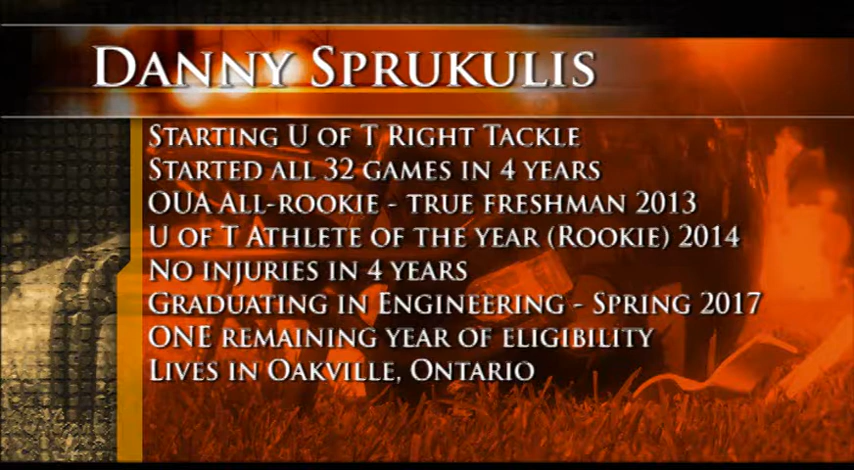 Danny Sprukulis
Starting U of T Right Tackle
Started all 32 games in 4 years
OUA All-rookie - true freshman 2013
U of T Athlete of the year (Rookie) 2014
No injuries in 4 years
Graduating in Engineering - Spring 2017
ONE remaining year of eligibility
Lives in Oakville, Ontario